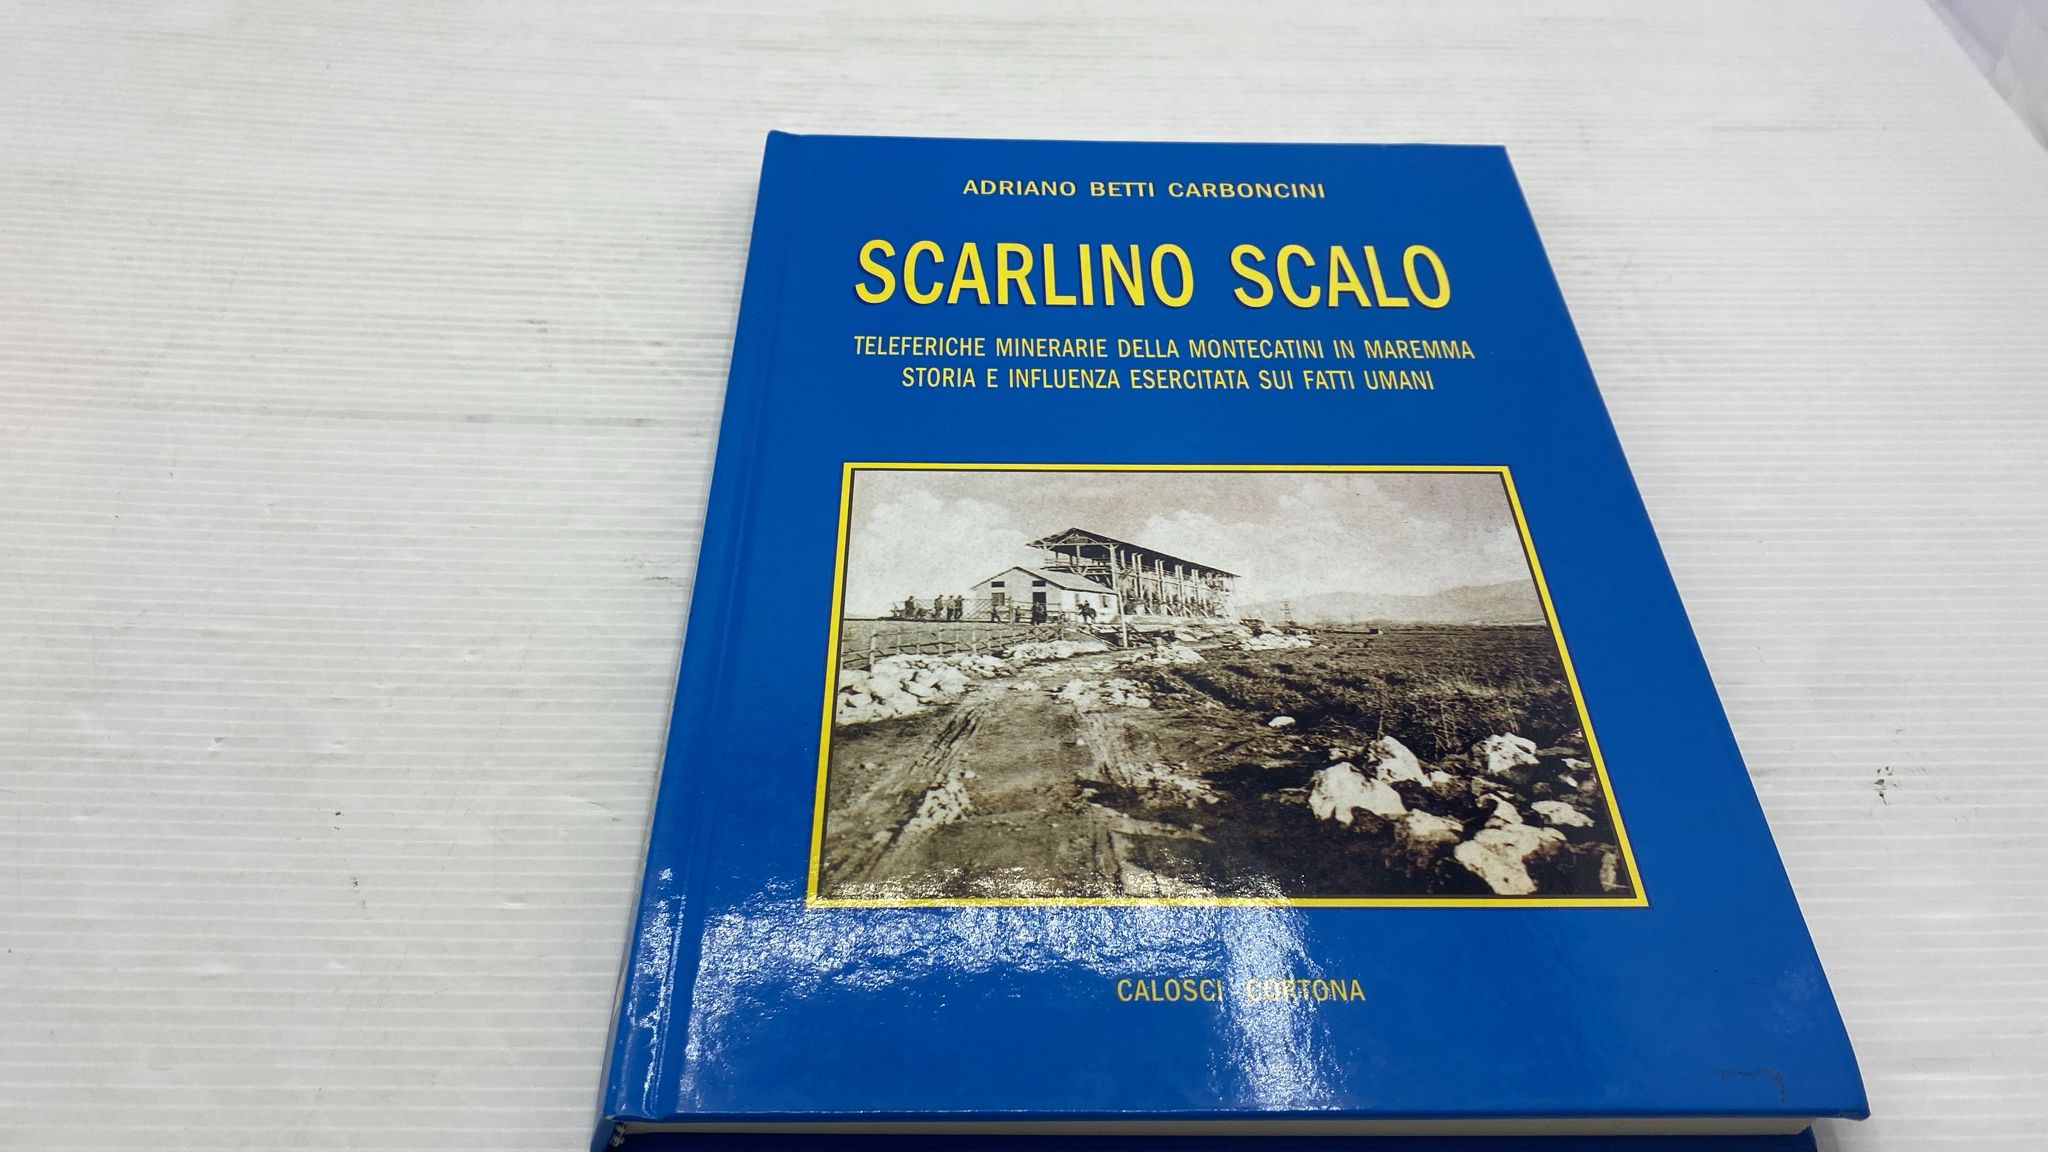 ADRIANO BETTI CARBONCINI
SCARLINO SCALO
TELEFERICHE MINERARIE DELLA MONTECATINI IN MAREMMA
STORIA E INFLUENZA ESERCITATA SUI FATTI UMANI
CALOSCI CORTONA